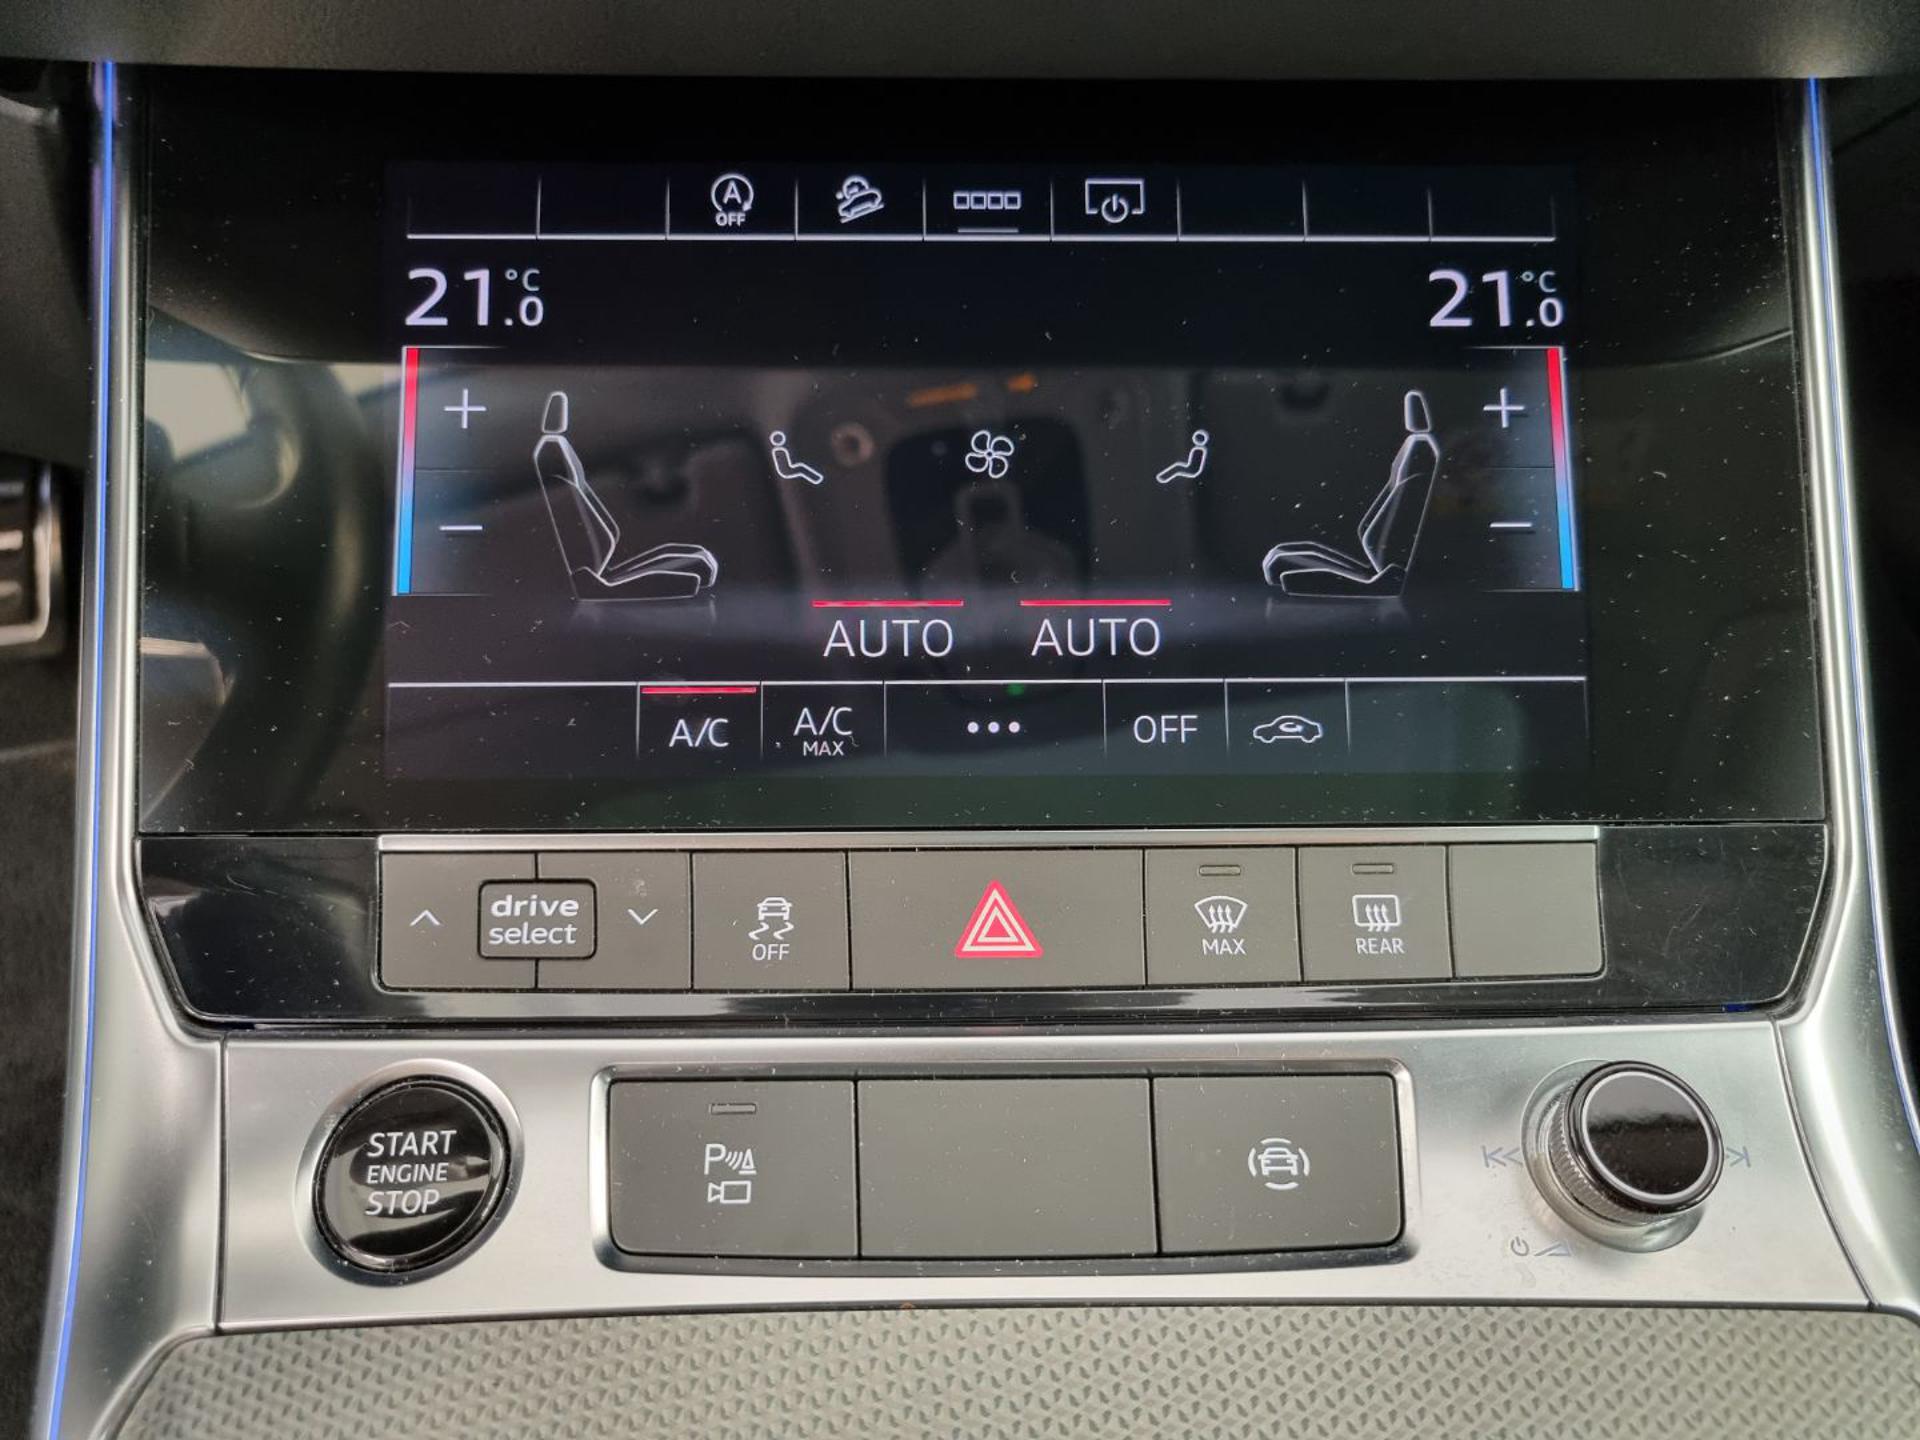 A
OFF
21.0 °C
21.0 °C
AUTO
AUTO
A/C
A/C
MAX
OFF
drive
select
OFF
MAX
REAR
START
ENGINE
STOP
P